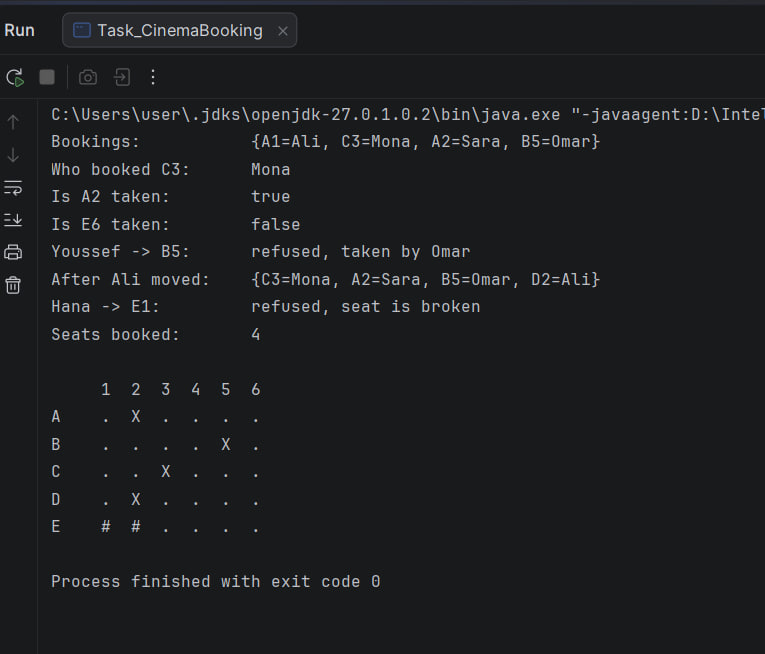 Run Task_CinemaBooking
C:\Users\user\.jdks\openjdk-27.0.1.0.2\bin\java.exe "-javaagent:D:\Intel
Bookings: {A1=Ali, C3=Mona, A2=Sara, B5=Omar}
Who booked C3: Mona
Is A2 taken: true
Is E6 taken: false
Youssef -> B5: refused, taken by Omar
After Ali moved: {C3=Mona, A2=Sara, B5=Omar, D2=Ali}
Hana -> E1: refused, seat is broken
Seats booked: 4
1 2 3 4 5 6
A . X . . . .
B . . . . X .
C . . X . . .
D . X . . . .
E # # . . . .
Process finished with exit code 0